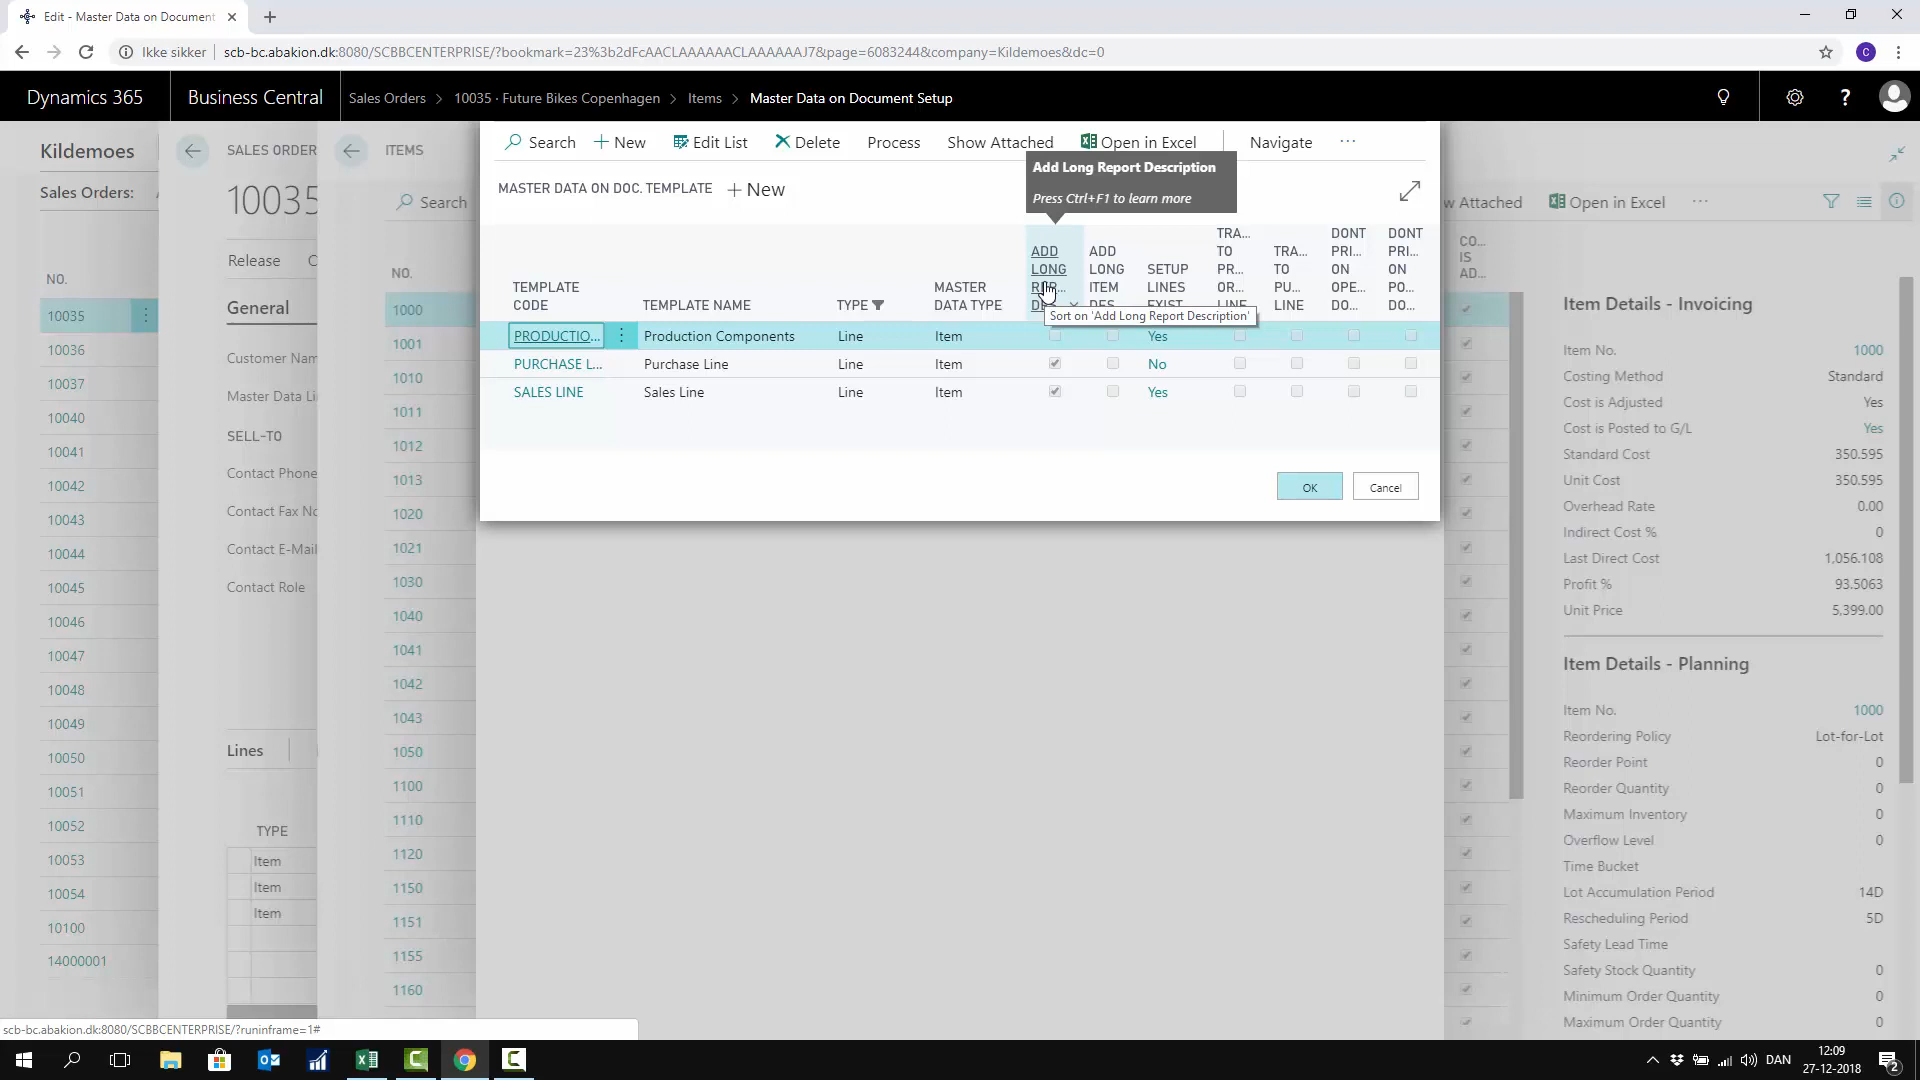 Edit - Master Data on Document
Ikke sikker
scb-bc.abakion.dk:8080/SCBBCENTERPRISE/?bookmark=23%3b2dFcAACLAAAAAACLAAAAAAJ7&page=6083244&company=Kildemoes&dc=0
C
Dynamics 365
Business Central
Sales Orders > 10035 · Future Bikes Copenhagen > Items > Master Data on Document Setup
Kildemoes
Sales Orders:
NO.
10035
10036
10037
10040
10041
10042
10043
10044
10045
10046
10047
10048
10049
10050
10051
10052
10053
10054
10100
14000001
SALES ORDER
10035
Release
General
Customer Name
Master Data Li
SELL-TO
Contact Phone
Contact Fax No
Contact E-Mail
Contact Role
Lines
TYPE
Item
Item
Item
ITEMS
Search
NO.
1000
1001
1010
1011
1012
1013
1020
1021
1030
1040
1041
1042
1043
1050
1100
1110
1120
1150
1151
1155
1160
Search
+ New
Edit List
Delete
Process
Show Attached
Open in Excel
Navigate
···
MASTER DATA ON DOC. TEMPLATE
+ New
Add Long Report Description
Press Ctrl+F1 to learn more
TEMPLATE CODE
TEMPLATE NAME
TYPE
MASTER DATA TYPE
ADD LONG REP...
ADD LONG ITEM DES...
SETUP LINES EXIST
TRA... TO PR... OR... LINE
TRA... TO PU... LINE
DONT PRI... ON OPE... DO...
DONT PRI... ON PO... DO...
Sort on 'Add Long Report Description'
PRODUCTIO... Production Components Line Item Yes
PURCHASE L... Purchase Line Line Item No
SALES LINE Sales Line Line Item Yes
OK
Cancel
w Attached
Open in Excel
···
CO...
IS
AD...
Item Details - Invoicing
Item No. 1000
Costing Method Standard
Cost is Adjusted Yes
Cost is Posted to G/L Yes
Standard Cost 350.595
Unit Cost 350.595
Overhead Rate 0.00
Indirect Cost % 0
Last Direct Cost 1,056.108
Profit % 93.5063
Unit Price 5,399.00
Item Details - Planning
Item No. 1000
Reordering Policy Lot-for-Lot
Reorder Point 0
Reorder Quantity 0
Maximum Inventory 0
Overflow Level 0
Time Bucket
Lot Accumulation Period 14D
Rescheduling Period 5D
Safety Lead Time
Safety Stock Quantity 0
Minimum Order Quantity 0
Maximum Order Quantity 0
scb-bc.abakion.dk:8080/SCBBCENTERPRISE/?runinframe=1#
DAN
12:09
27-12-2018
2